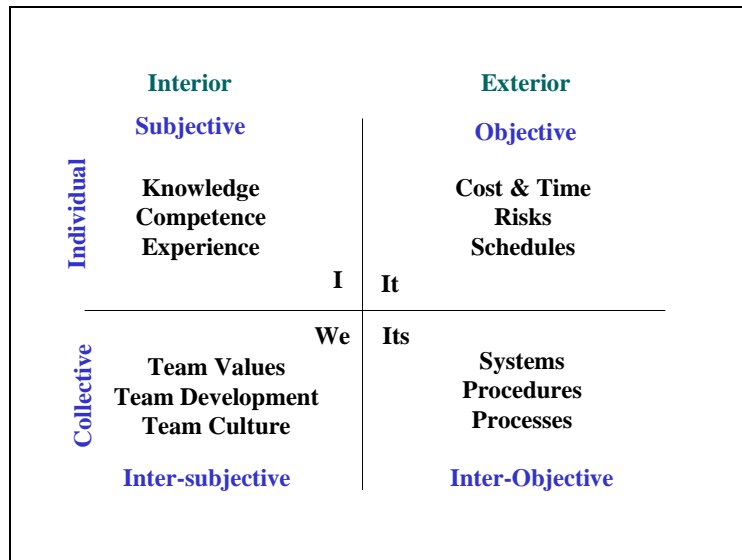 Interior
Exterior
Subjective
Objective
Individual
Knowledge
Competence
Experience
Cost & Time
Risks
Schedules
I
It
We
Its
Collective
Team Values
Team Development
Team Culture
Systems
Procedures
Processes
Inter-subjective
Inter-Objective